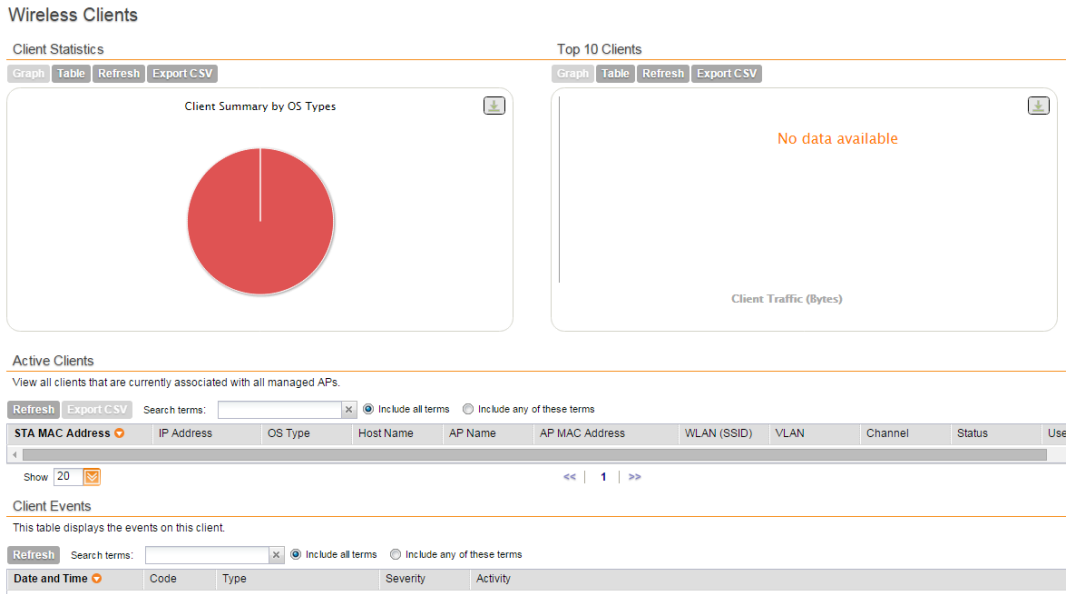 Wireless Clients
Client Statistics
Graph Table Refresh Export CSV
Client Summary by OS Types
Top 10 Clients
Graph Table Refresh Export CSV
No data available
Client Traffic (Bytes)
Active Clients
View all clients that are currently associated with all managed APs.
Refresh Export CSV Search terms: Include all terms Include any of these terms
STA MAC Address IP Address OS Type Host Name AP Name AP MAC Address WLAN (SSID) VLAN Channel Status Use
Show 20 << 1 >>
Client Events
This table displays the events on this client.
Refresh Search terms: Include all terms Include any of these terms
Date and Time Code Type Severity Activity